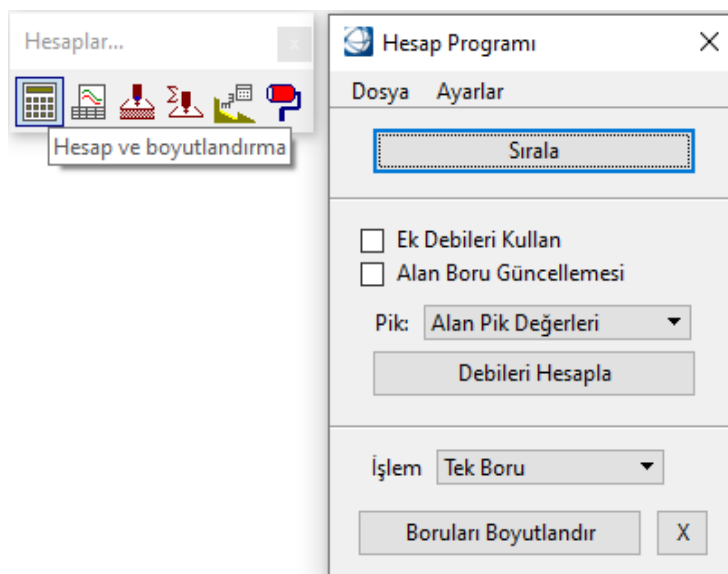 Hesaplar...
x
Hesap ve boyutlandırma
Hesap Programı
Dosya Ayarlar
Sırala
Ek Debileri Kullan
Alan Boru Güncellemesi
Pik: Alan Pik Değerleri
Debileri Hesapla
İşlem Tek Boru
Boruları Boyutlandır X